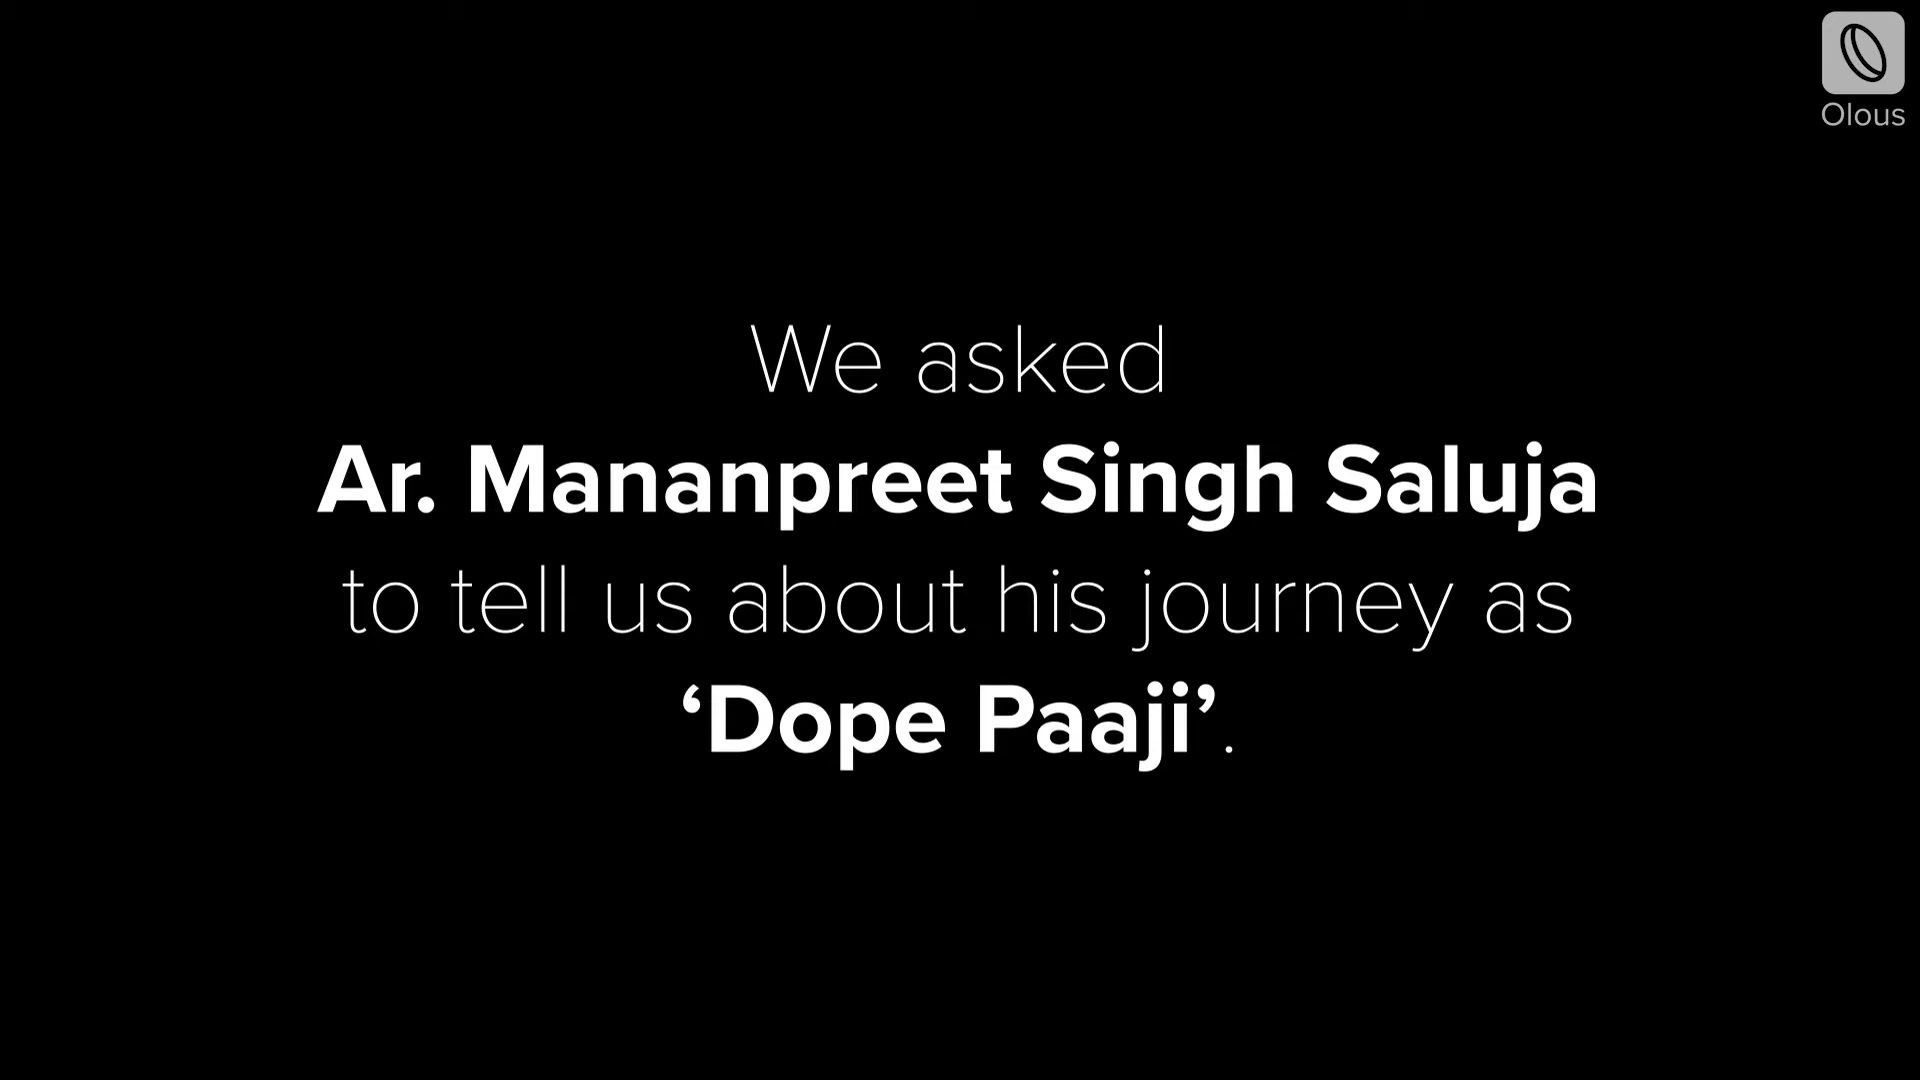 Olous
We asked
Ar. Mananpreet Singh Saluja
to tell us about his journey as
‘Dope Paaji’.